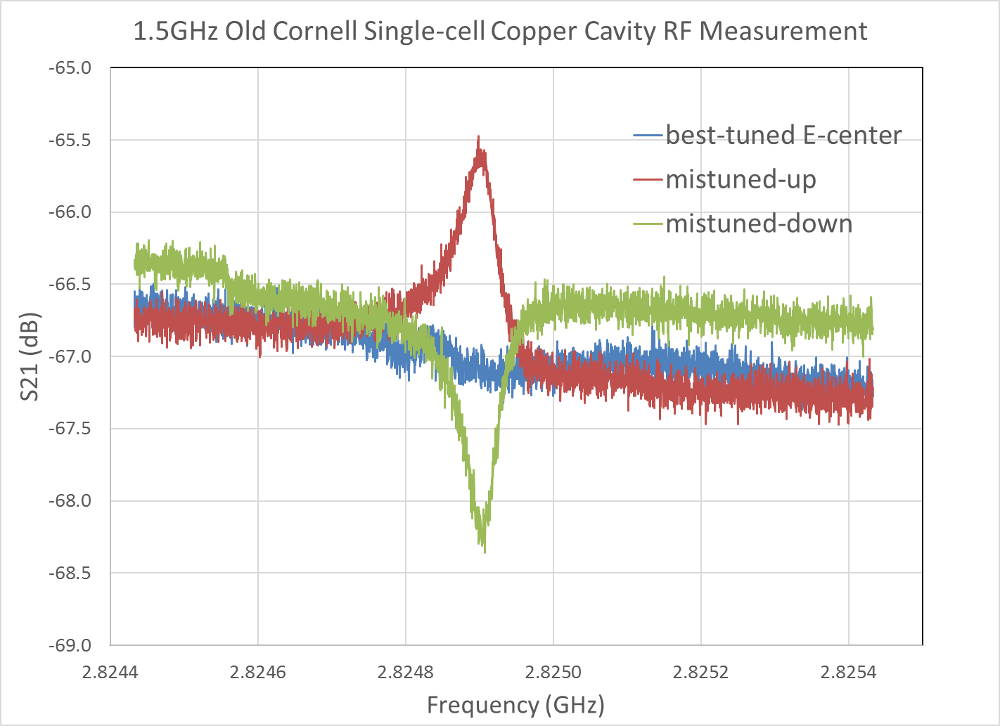 1.5GHz Old Cornell Single-cell Copper Cavity RF Measurement
-65.0
-65.5
-66.0
-66.5
-67.0
-67.5
-68.0
-68.5
-69.0
S21 (dB)
best-tuned E-center
mistuned-up
mistuned-down
2.8244 2.8246 2.8248 2.8250 2.8252 2.8254
Frequency (GHz)